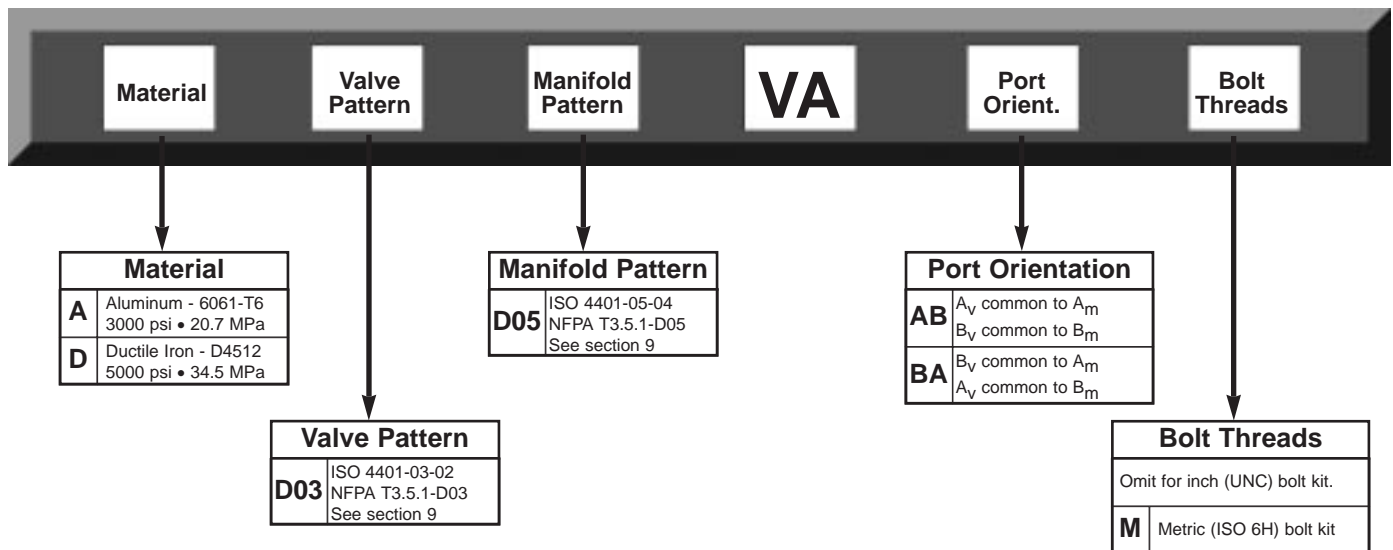 Material
Valve
Pattern
Manifold
Pattern
VA
Port
Orient.
Bolt
Threads
Material
A
Aluminum - 6061-T6
3000 psi • 20.7 MPa
D
Ductile Iron - D4512
5000 psi • 34.5 MPa
Valve Pattern
D03
ISO 4401-03-02
NFPA T3.5.1-D03
See section 9
Manifold Pattern
D05
ISO 4401-05-04
NFPA T3.5.1-D05
See section 9
Port Orientation
AB
Av common to Am
Bv common to Bm
BA
Bv common to Am
Av common to Bm
Bolt Threads
Omit for inch (UNC) bolt kit.
M
Metric (ISO 6H) bolt kit